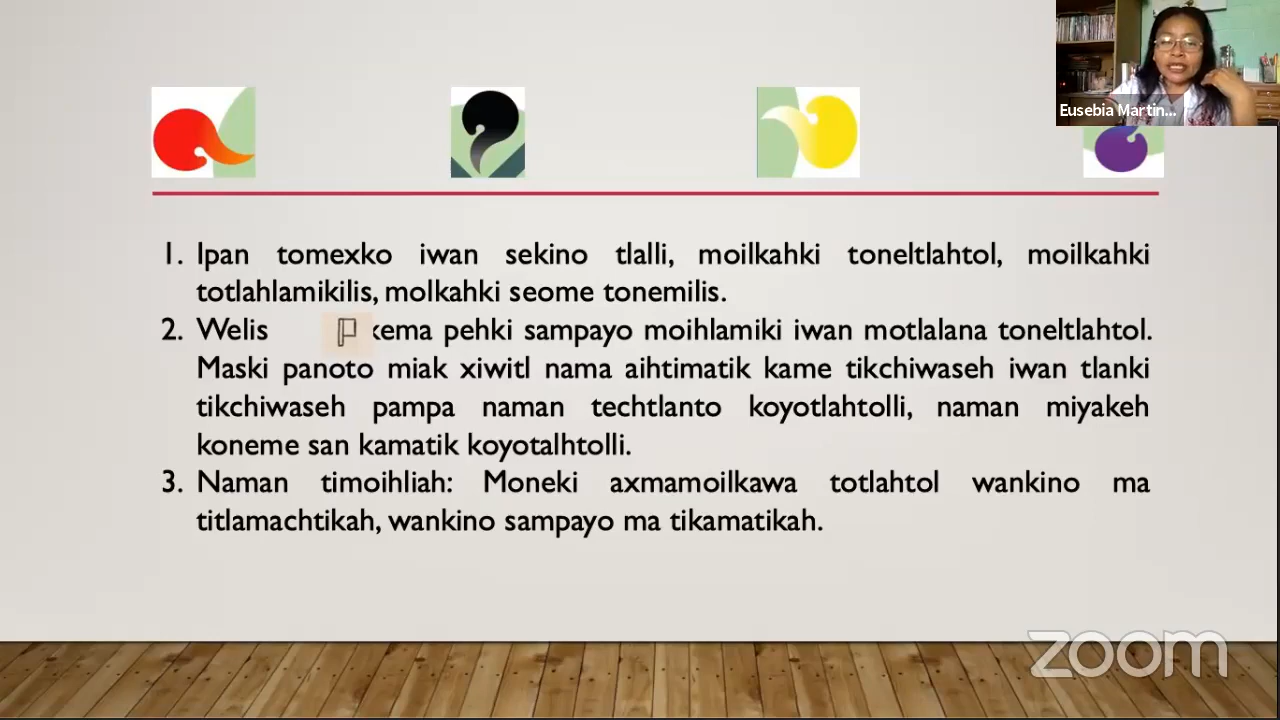 Eusebia Martin...
1. Ipan tomexko iwan sekino tlalli, moilkahki toneltlahtol, moilkahki
totlahlamikilis, molkahki seome tonemilis.
2. Welis kema pehki sampayo moihlamiki iwan motlalana toneltlahtol.
Maski panoto miak xiwitl nama aihtimatik kame tikchiwaseh iwan tlanki
tikchiwaseh pampa naman techtlanto koyotlahtolli, naman miyakeh
koneme san kamatik koyotalhtolli.
3. Naman timoihliah: Moneki axmamoilkawa totlahtol wankino ma
titlamachtikah, wankino sampayo ma tikamatikah.
zoom